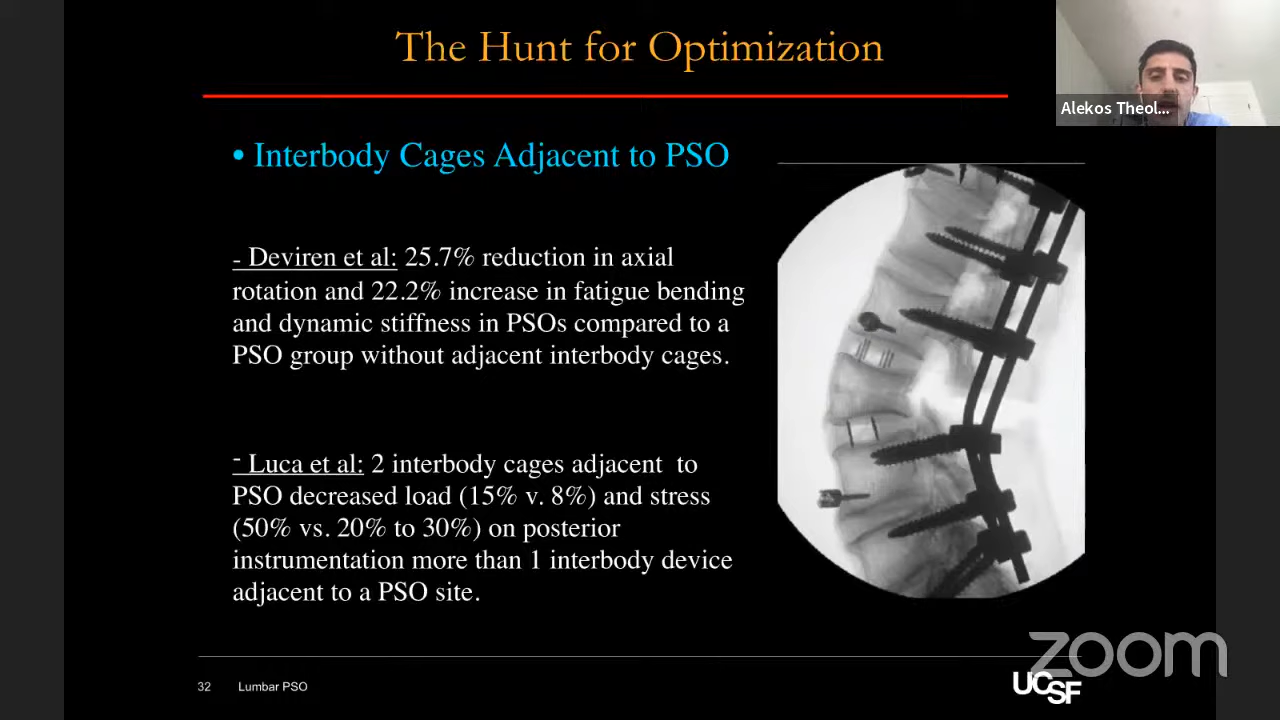 The Hunt for Optimization
Alekos Theol...
• Interbody Cages Adjacent to PSO
- Deviren et al: 25.7% reduction in axial
rotation and 22.2% increase in fatigue bending
and dynamic stiffness in PSOs compared to a
PSO group without adjacent interbody cages.
- Luca et al: 2 interbody cages adjacent to
PSO decreased load (15% v. 8%) and stress
(50% vs. 20% to 30%) on posterior
instrumentation more than 1 interbody device
adjacent to a PSO site.
zoom
32 Lumbar PSO
UCSF